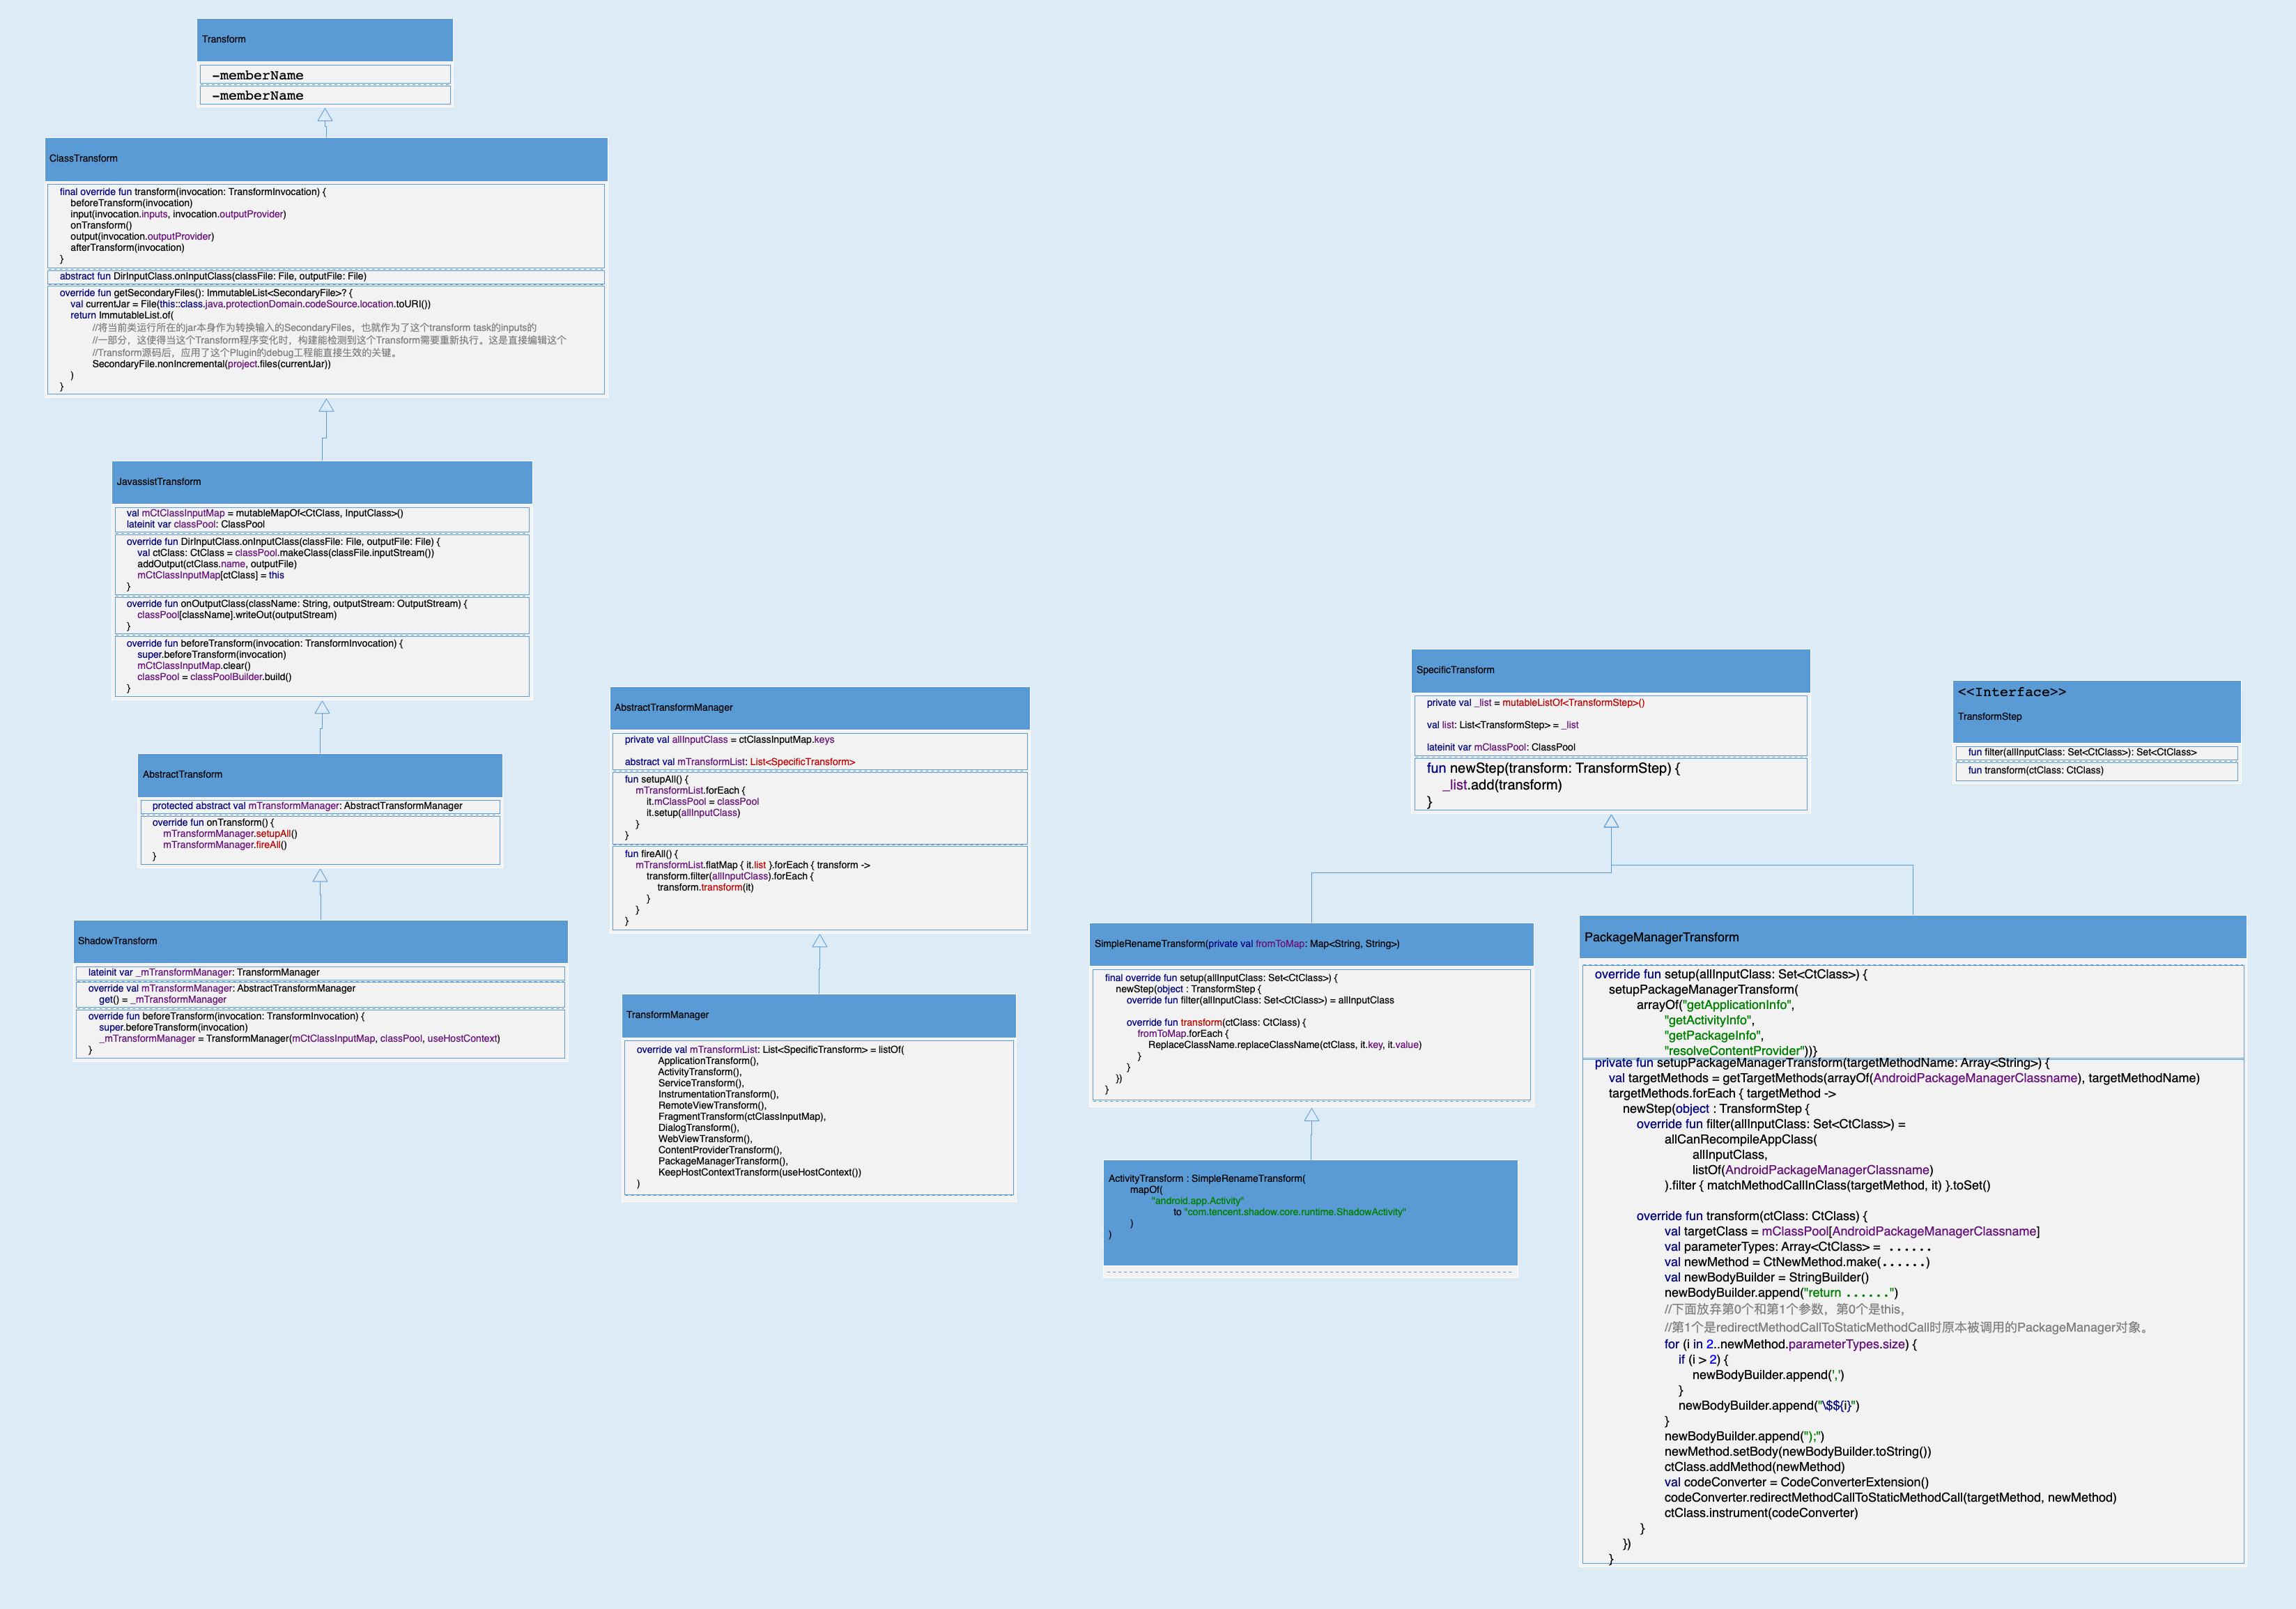 Transform
-memberName
-memberName
ClassTransform
final override fun transform(invocation: TransformInvocation) {
beforeTransform(invocation)
input(invocation.inputs, invocation.outputProvider)
onTransform()
output(invocation.outputProvider)
afterTransform(invocation)
}
abstract fun DirInputClass.onInputClass(classFile: File, outputFile: File)
override fun getSecondaryFiles(): ImmutableList<SecondaryFile>? {
val currentJar = File(this::class.java.protectionDomain.codeSource.location.toURI())
return ImmutableList.of(
//将当前类运行所在的jar本身作为转换输入的SecondaryFiles，也就作为了这个transform task的inputs的
//一部分，这使得当这个Transform程序变化时，构建能检测到这个Transform需要重新执行。这是直接编辑这个
//Transform源码后，应用了这个Plugin的debug工程能直接生效的关键。
SecondaryFile.nonIncremental(project.files(currentJar))
)
}
JavassistTransform
val mCtClassInputMap = mutableMapOf<CtClass, InputClass>()
lateinit var classPool: ClassPool
override fun DirInputClass.onInputClass(classFile: File, outputFile: File) {
val ctClass: CtClass = classPool.makeClass(classFile.inputStream())
addOutput(ctClass.name, outputFile)
mCtClassInputMap[ctClass] = this
}
override fun onOutputClass(className: String, outputStream: OutputStream) {
classPool[className].writeOut(outputStream)
}
override fun beforeTransform(invocation: TransformInvocation) {
super.beforeTransform(invocation)
mCtClassInputMap.clear()
classPool = classPoolBuilder.build()
}
AbstractTransform
protected abstract val mTransformManager: AbstractTransformManager
override fun onTransform() {
mTransformManager.setupAll()
mTransformManager.fireAll()
}
ShadowTransform
lateinit var _mTransformManager: TransformManager
override val mTransformManager: AbstractTransformManager
get() = _mTransformManager
override fun beforeTransform(invocation: TransformInvocation) {
super.beforeTransform(invocation)
_mTransformManager = TransformManager(mCtClassInputMap, classPool, useHostContext)
}
AbstractTransformManager
private val allInputClass = ctClassInputMap.keys
abstract val mTransformList: List<SpecificTransform>
fun setupAll() {
mTransformList.forEach {
it.mClassPool = classPool
it.setup(allInputClass)
}
}
fun fireAll() {
mTransformList.flatMap { it.list }.forEach { transform ->
transform.filter(allInputClass).forEach {
transform.transform(it)
}
}
}
TransformManager
override val mTransformList: List<SpecificTransform> = listOf(
ApplicationTransform(),
ActivityTransform(),
ServiceTransform(),
InstrumentationTransform(),
RemoteViewTransform(),
FragmentTransform(ctClassInputMap),
DialogTransform(),
WebViewTransform(),
ContentProviderTransform(),
PackageManagerTransform(),
KeepHostContextTransform(useHostContext())
)
SpecificTransform
private val _list = mutableListOf<TransformStep>()
val list: List<TransformStep> = _list
lateinit var mClassPool: ClassPool
fun newStep(transform: TransformStep) {
_list.add(transform)
}
<<Interface>>
TransformStep
fun filter(allInputClass: Set<CtClass>): Set<CtClass>
fun transform(ctClass: CtClass)
SimpleRenameTransform(private val fromToMap: Map<String, String>)
final override fun setup(allInputClass: Set<CtClass>) {
newStep(object : TransformStep {
override fun filter(allInputClass: Set<CtClass>) = allInputClass
override fun transform(ctClass: CtClass) {
fromToMap.forEach {
ReplaceClassName.replaceClassName(ctClass, it.key, it.value)
}
}
})
}
ActivityTransform : SimpleRenameTransform(
mapOf(
"android.app.Activity"
to "com.tencent.shadow.core.runtime.ShadowActivity"
)
)
PackageManagerTransform
override fun setup(allInputClass: Set<CtClass>) {
setupPackageManagerTransform(
arrayOf("getApplicationInfo",
"getActivityInfo",
"getPackageInfo",
"resolveContentProvider"))}
private fun setupPackageManagerTransform(targetMethodName: Array<String>) {
val targetMethods = getTargetMethods(arrayOf(AndroidPackageManagerClassname), targetMethodName)
targetMethods.forEach { targetMethod ->
newStep(object : TransformStep {
override fun filter(allInputClass: Set<CtClass>) =
allCanRecompileAppClass(
allInputClass,
listOf(AndroidPackageManagerClassname)
).filter { matchMethodCallInClass(targetMethod, it) }.toSet()
override fun transform(ctClass: CtClass) {
val targetClass = mClassPool[AndroidPackageManagerClassname]
val parameterTypes: Array<CtClass> = ......
val newMethod = CtNewMethod.make(......)
val newBodyBuilder = StringBuilder()
newBodyBuilder.append("return ......")
//下面放弃第0个和第1个参数，第0个是this，
//第1个是redirectMethodCallToStaticMethodCall时原本被调用的PackageManager对象。
for (i in 2..newMethod.parameterTypes.size) {
if (i > 2) {
newBodyBuilder.append(',')
}
newBodyBuilder.append("\$${i}")
}
newBodyBuilder.append(");")
newMethod.setBody(newBodyBuilder.toString())
ctClass.addMethod(newMethod)
val codeConverter = CodeConverterExtension()
codeConverter.redirectMethodCallToStaticMethodCall(targetMethod, newMethod)
ctClass.instrument(codeConverter)
}
})
}